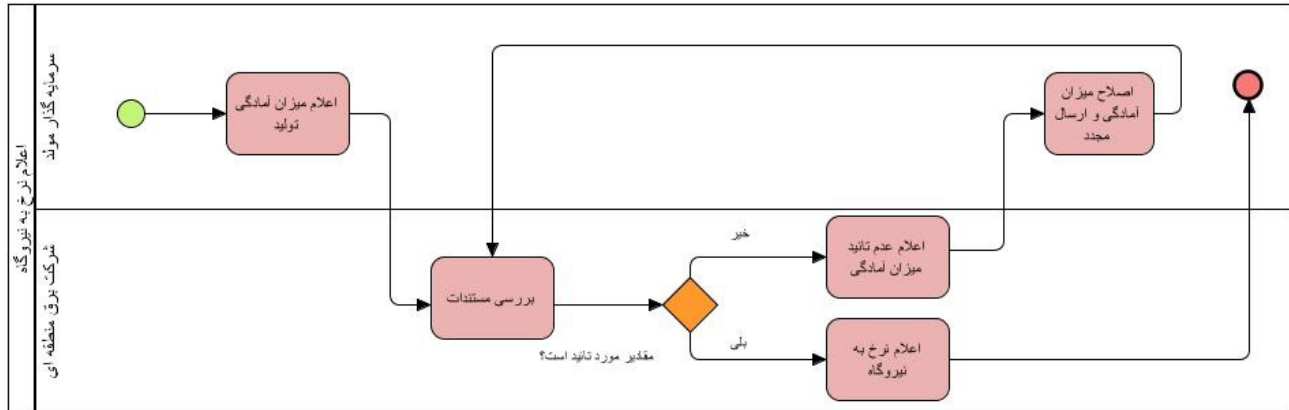 اعلام نرخ به نیروگاه
سرمایه گذار مولد
شرکت برق منطقه ای
اعلام میزان آمادگی
تولید
اصلاح میزان
آمادگی و ارسال
مجدد
بررسی مستندات
مقادیر مورد تائید است؟
خیر
اعلام عدم تائید
میزان آمادگی
بلی
اعلام نرخ به
نیروگاه